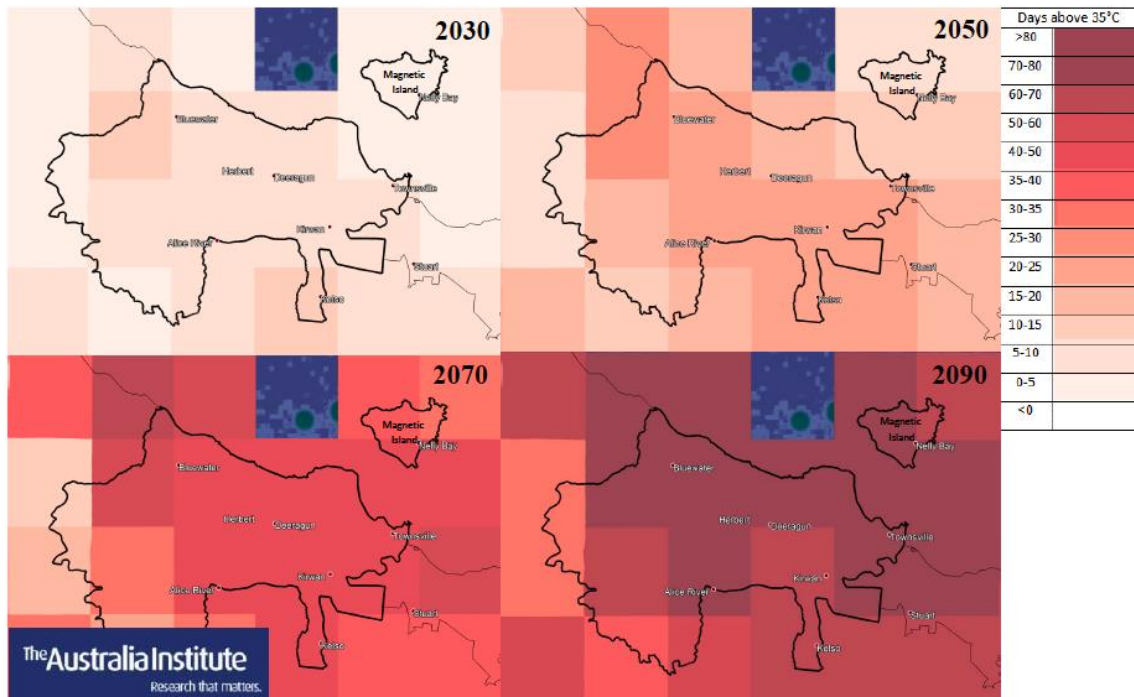 2030
Magnetic
Island
Nelly Bay
Bluewater
Herbert
Deeragun
Townsville
Kirwan
Alice River
Stuart
Kelso
2050
Magnetic
Island
Nelly Bay
Bluewater
Herbert
Deeragun
Townsville
Kirwan
Alice River
Stuart
Kelso
Days above 35°C
>80
70-80
60-70
50-60
40-50
35-40
30-35
25-30
20-25
15-20
10-15
5-10
0-5
<0
2070
Magnetic
Island
Nelly Bay
Bluewater
Herbert
Deeragun
Townsville
Kirwan
Alice River
Stuart
Kelso
The Australia Institute
Research that matters.
2090
Magnetic
Island
Nelly Bay
Bluewater
Herbert
Deeragun
Townsville
Kirwan
Alice River
Stuart
Kelso